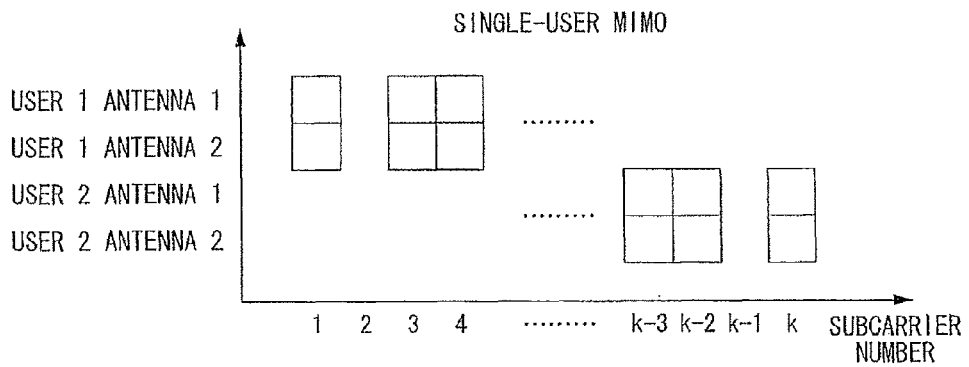 SINGLE-USER MIMO
USER 1 ANTENNA 1
USER 1 ANTENNA 2
USER 2 ANTENNA 1
USER 2 ANTENNA 2
.........
.........
1 2 3 4 ......... k-3 k-2 k-1 k
SUBCARRIER
NUMBER